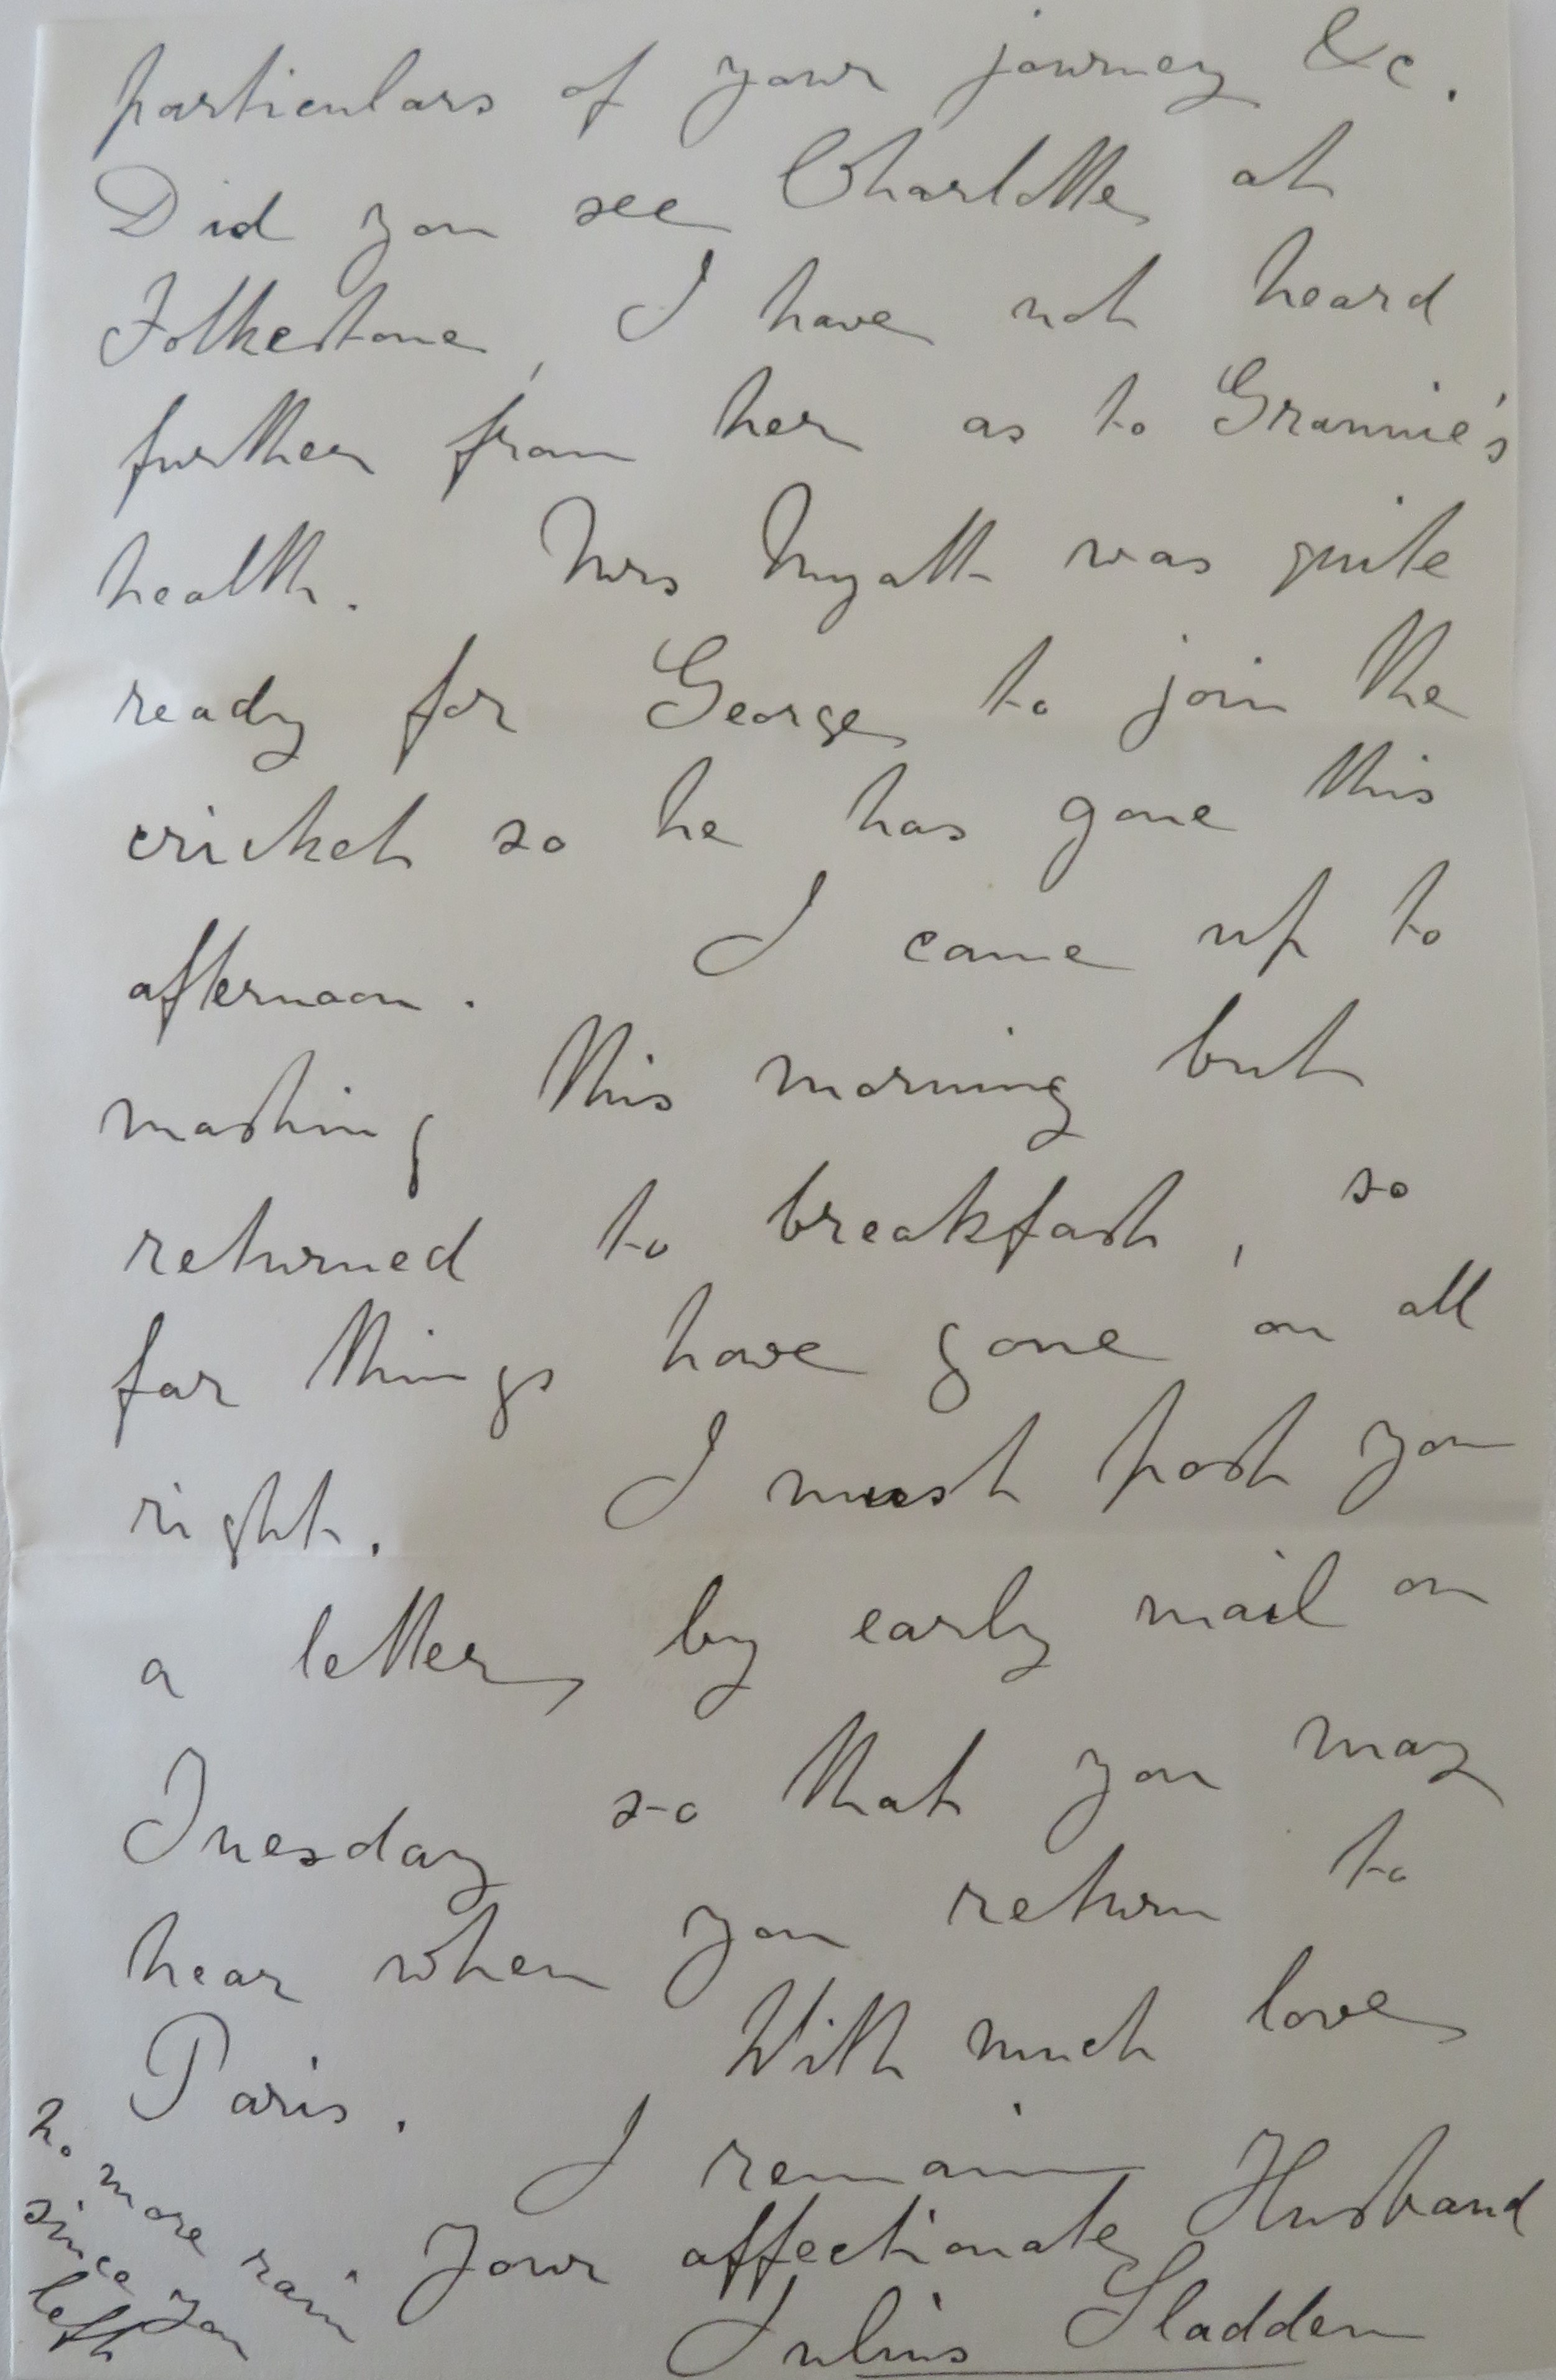 particulars of your journey &c.
Did you see Charlotte at
Folkestone, I have not heard
further from her as to Grannie's
health. Mrs Myatt was quite
ready for George to join the
cricket so he has gone this
afternoon. I came up to
mashing this morning but
returned to breakfast, so
far things have gone on all
right. I must post you
a letter by early mail on
Tuesday so that you may
hear when you return to
Paris. With much love
I remain
Your affectionate Husband
Julius Sladden
No more rain
since you
left